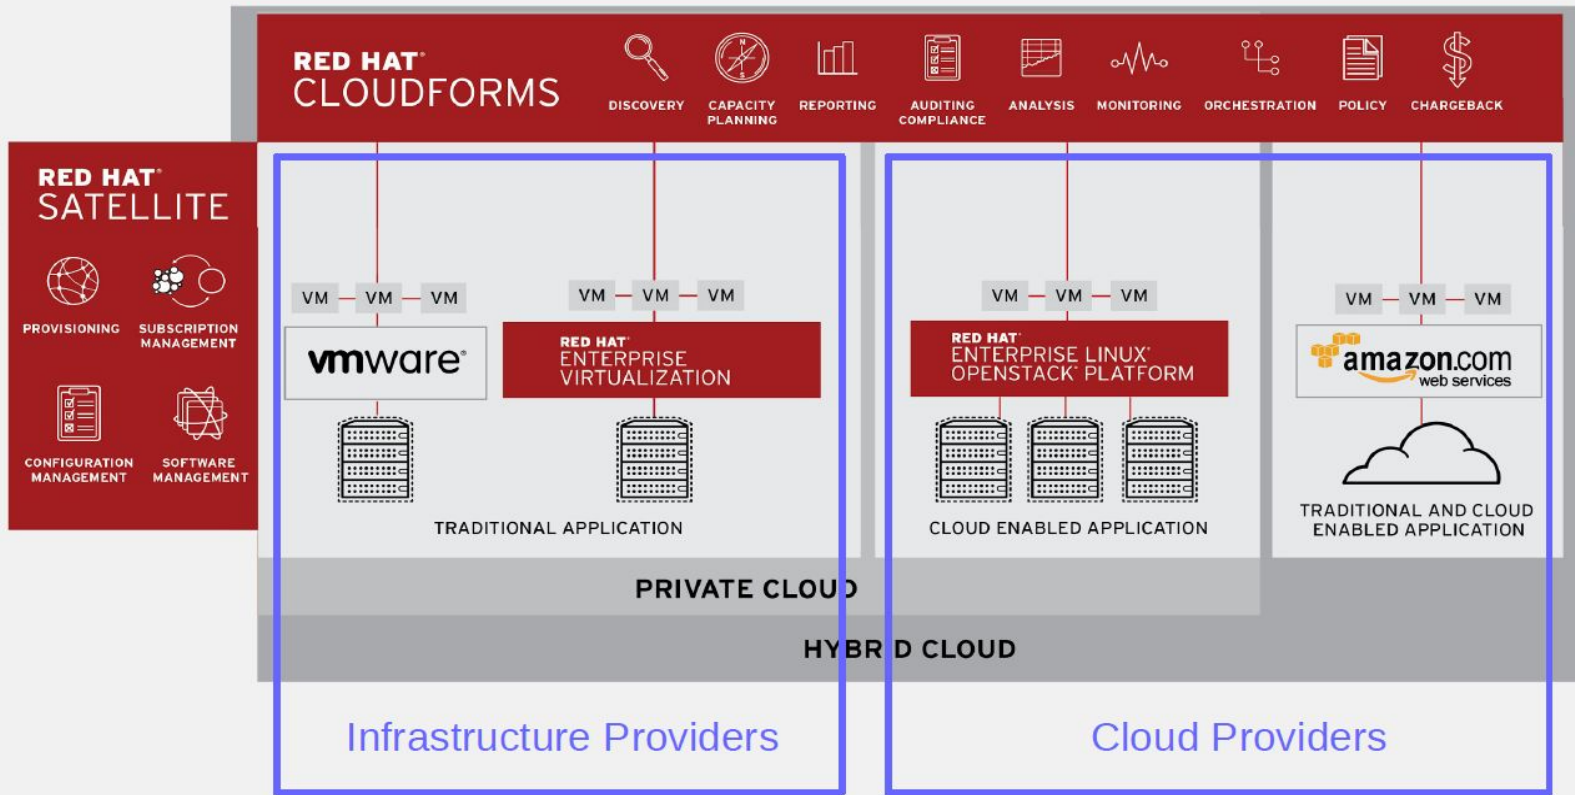 RED HAT®
CLOUDFORMS
DISCOVERY
CAPACITY
PLANNING
REPORTING
AUDITING
COMPLIANCE
ANALYSIS
MONITORING
ORCHESTRATION
POLICY
CHARGEBACK
RED HAT®
SATELLITE
PROVISIONING
SUBSCRIPTION
MANAGEMENT
CONFIGURATION
MANAGEMENT
SOFTWARE
MANAGEMENT
VM VM VM
vmware®
VM VM VM
RED HAT®
ENTERPRISE
VIRTUALIZATION
TRADITIONAL APPLICATION
VM VM VM
RED HAT®
ENTERPRISE LINUX®
OPENSTACK® PLATFORM
CLOUD ENABLED APPLICATION
VM VM VM
amazon.com
web services
TRADITIONAL AND CLOUD
ENABLED APPLICATION
PRIVATE CLOUD
HYBRID CLOUD
Infrastructure Providers
Cloud Providers